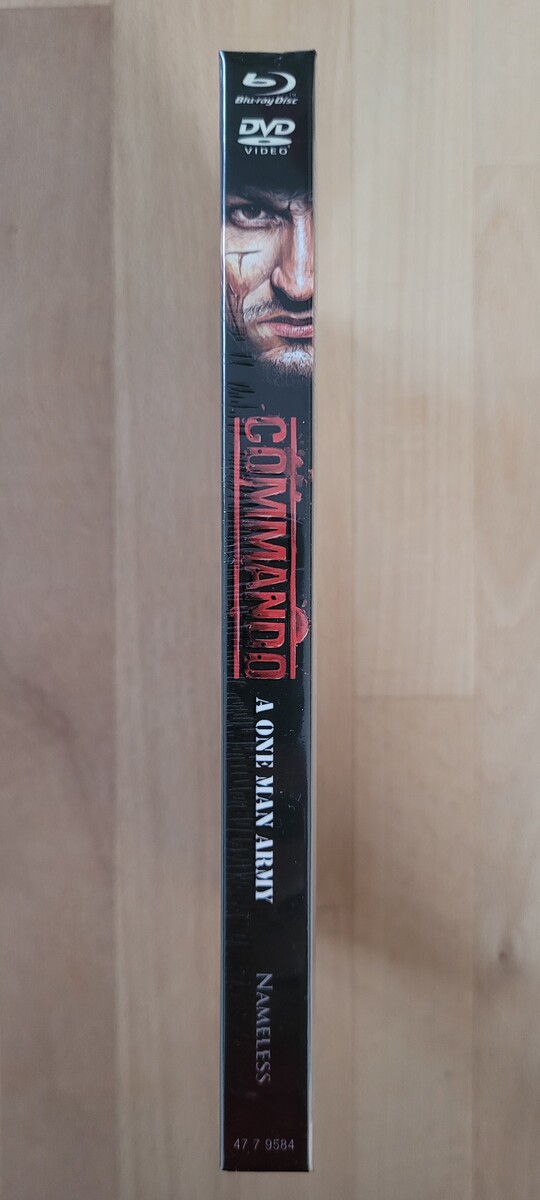 Blu-ray Disc
DVD
VIDEO
COMMANDO
A ONE MAN ARMY
NAMELESS
47 7 9584